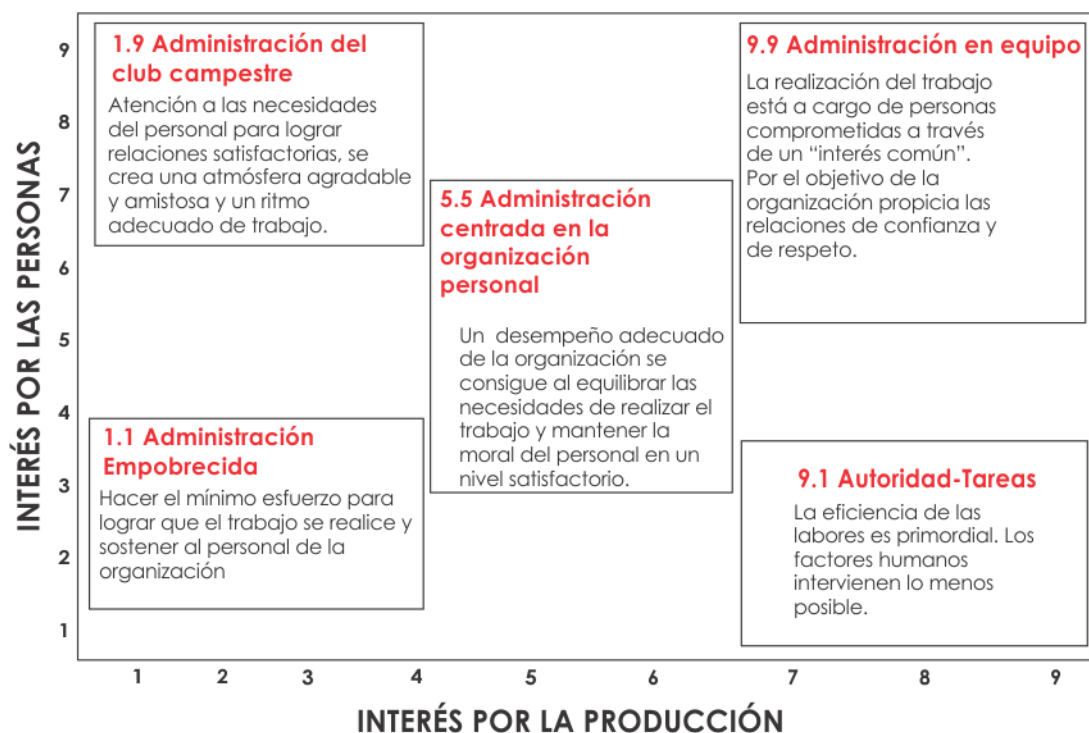 INTERÉS POR LAS PERSONAS
9
8
7
6
5
4
3
2
1
1.9 Administración del
club campestre
Atención a las necesidades
del personal para lograr
relaciones satisfactorias, se
crea una atmósfera agradable
y amistosa y un ritmo
adecuado de trabajo.
9.9 Administración en equipo
La realización del trabajo
está a cargo de personas
comprometidas a través
de un “interés común”.
Por el objetivo de la
organización propicia las
relaciones de confianza y
de respeto.
5.5 Administración
centrada en la
organización
personal
Un desempeño adecuado
de la organización se
consigue al equilibrar las
necesidades de realizar el
trabajo y mantener la
moral del personal en un
nivel satisfactorio.
1.1 Administración
Empobrecida
Hacer el mínimo esfuerzo para
lograr que el trabajo se realice y
sostener al personal de la
organización
9.1 Autoridad-Tareas
La eficiencia de las
labores es primordial. Los
factores humanos
intervienen lo menos
posible.
1 2 3 4 5 6 7 8 9
INTERÉS POR LA PRODUCCIÓN